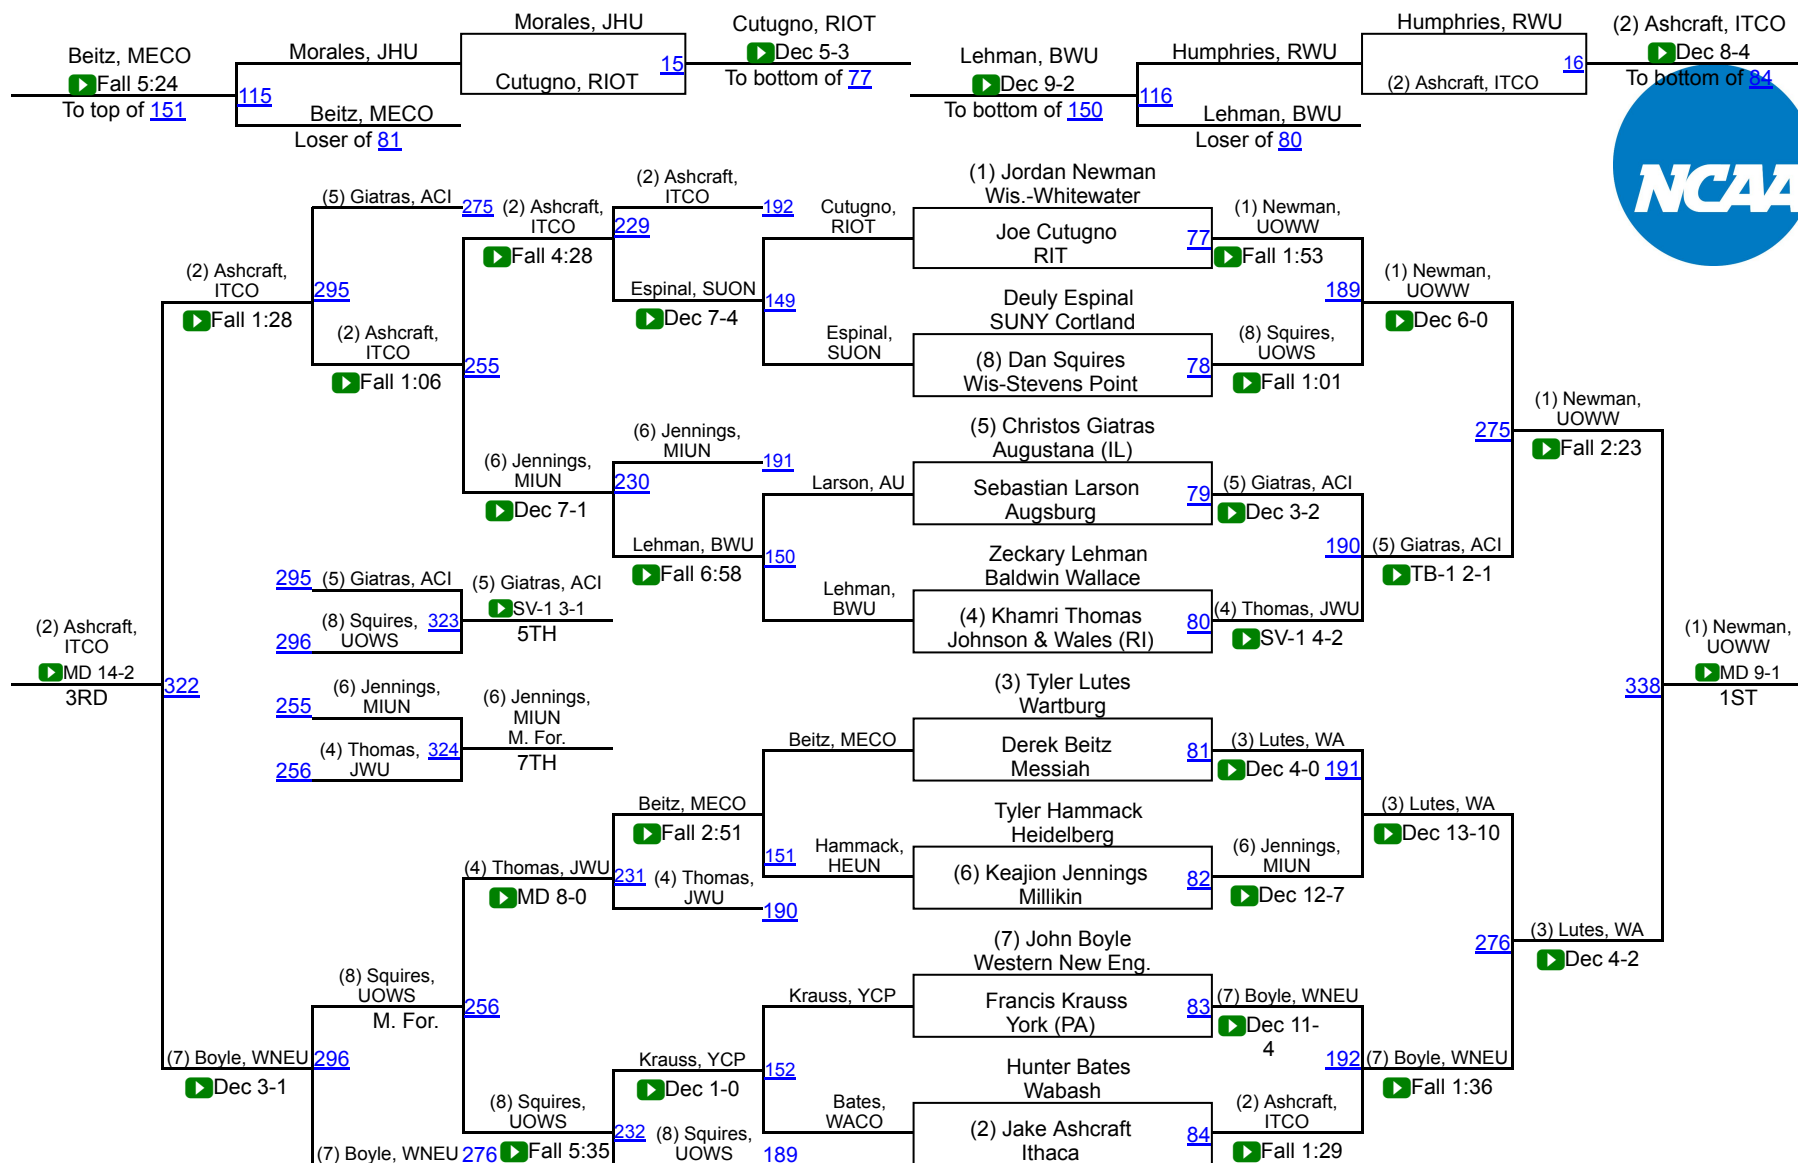 Morales, JHU
Cutugno, RIOT
Humphries, RWU
(2) Ashcraft, ITCO
Beitz, MECO
Morales, JHU
Dec 5-3
Lehman, BWU
Humphries, RWU
Dec 8-4
Fall 5:24
Cutugno, RIOT
15
To bottom of 77
Dec 9-2
(2) Ashcraft, ITCO
16
To bottom of 84
To top of 151
115
Beitz, MECO
To bottom of 150
116
Lehman, BWU
Loser of 81
Loser of 80
NCAA
(5) Giatras, ACI
275
(2) Ashcraft,
ITCO
(2) Ashcraft,
ITCO
192
229
Fall 4:28
Cutugno,
RIOT
(1) Jordan Newman
Wis.-Whitewater
Joe Cutugno
RIT
77
(1) Newman,
UOWW
Fall 1:53
(2) Ashcraft,
ITCO
Fall 1:28
295
Espinal, SUON
Dec 7-4
149
Deuly Espinal
SUNY Cortland
189
(1) Newman,
UOWW
Dec 6-0
(2) Ashcraft,
ITCO
Fall 1:06
255
Espinal,
SUON
(8) Dan Squires
Wis-Stevens Point
78
(8) Squires,
UOWS
Fall 1:01
(6) Jennings,
MIUN
Dec 7-1
(6) Jennings,
MIUN
191
230
Larson, AU
(5) Christos Giatras
Augustana (IL)
Sebastian Larson
Augsburg
79
(5) Giatras, ACI
Dec 3-2
275
(1) Newman,
UOWW
Fall 2:23
Lehman, BWU
Fall 6:58
150
Zeckary Lehman
Baldwin Wallace
190
(5) Giatras, ACI
TB-1 2-1
295
(5) Giatras, ACI
(5) Giatras, ACI
SV-1 3-1
5TH
(8) Squires,
UOWS
323
296
Lehman,
BWU
(4) Khamri Thomas
Johnson & Wales (RI)
80
(4) Thomas, JWU
SV-1 4-2
(2) Ashcraft,
ITCO
MD 14-2
3RD
322
(6) Jennings,
MIUN
255
(6) Jennings,
MIUN
M. For.
7TH
(4) Thomas,
JWU
324
256
(1) Newman,
UOWW
MD 9-1
1ST
338
Beitz, MECO
(3) Tyler Lutes
Wartburg
Derek Beitz
Messiah
81
(3) Lutes, WA
Dec 4-0
191
Beitz, MECO
Fall 2:51
151
Tyler Hammack
Heidelberg
(3) Lutes, WA
Dec 13-10
(4) Thomas, JWU
MD 8-0
231
(4) Thomas,
JWU
190
Hammack,
HEUN
(6) Keajion Jennings
Millikin
82
(6) Jennings,
MIUN
Dec 12-7
276
(3) Lutes, WA
Dec 4-2
(8) Squires,
UOWS
M. For.
256
Krauss, YCP
(7) John Boyle
Western New Eng.
Francis Krauss
York (PA)
83
(7) Boyle, WNEU
Dec 11-
4
(7) Boyle, WNEU
Dec 3-1
296
Krauss, YCP
Dec 1-0
152
Hunter Bates
Wabash
192
(7) Boyle, WNEU
Fall 1:36
(8) Squires,
UOWS
Fall 5:35
232
(8) Squires,
UOWS
189
Bates,
WACO
(2) Jake Ashcraft
Ithaca
84
(2) Ashcraft,
ITCO
Fall 1:29
(7) Boyle, WNEU
276